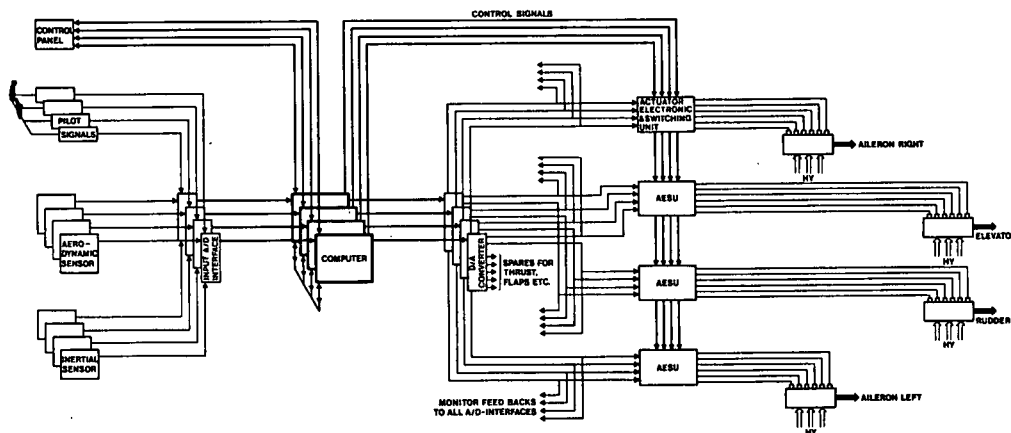 CONTROL SIGNALS
CONTROL
PANEL
PILOT
SIGNALS
ACTUATOR
ELECTRONIC
& SWITCHING
UNIT
AILERON RIGHT
HY
AERO-
DYNAMIC
SENSOR
INPUT A/D
INTERFACE
COMPUTER
D/A
CONVERTER
SPARES FOR
THRUST,
FLAPS ETC.
AESU
ELEVATO
HY
AESU
RUDDER
HY
INERTIAL
SENSOR
AESU
MONITOR FEED BACKS
TO ALL A/D-INTERFACES
AILERON LEFT
HY